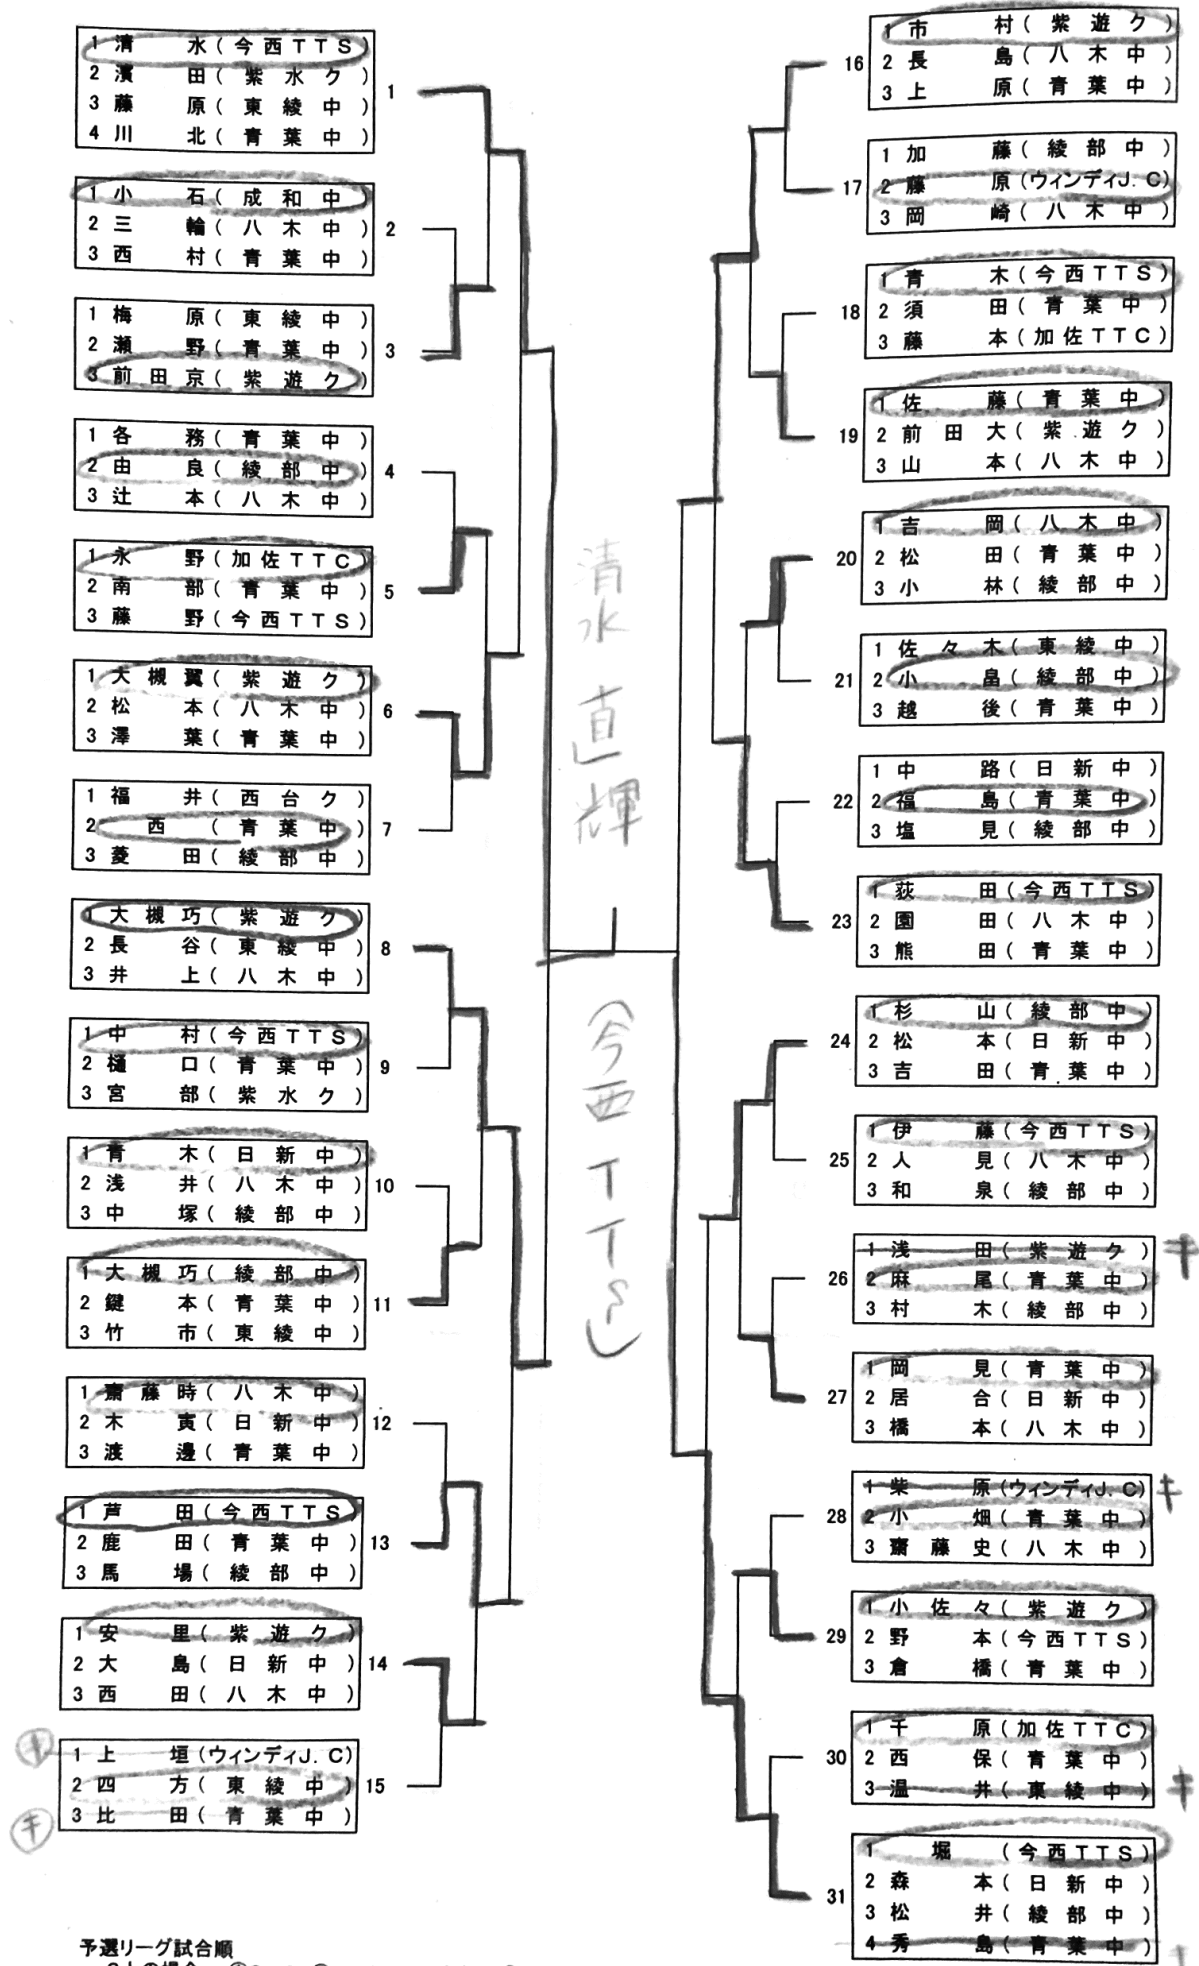 1 清 水 ( 今西TTS )
2 濱 田 ( 紫水ク )
3 藤 原 ( 東綾中 )
4 川 北 ( 青葉中 )
1
1 小 石 ( 成和中 )
2 三 輪 ( 八木中 )
3 西 村 ( 青葉中 )
2
1 梅 原 ( 東綾中 )
2 瀬 野 ( 青葉中 )
3 前田京 ( 紫遊ク )
3
1 各 務 ( 青葉中 )
2 由 良 ( 綾部中 )
3 辻 本 ( 八木中 )
4
1 永 野 ( 加佐TTC )
2 南 部 ( 青葉中 )
3 藤 野 ( 今西TTS )
5
1 大槻翼 ( 紫遊ク )
2 松 本 ( 八木中 )
3 澤 葉 ( 青葉中 )
6
1 福 井 ( 西台ク )
2 西 ( 青葉中 )
3 菱 田 ( 綾部中 )
7
1 大槻巧 ( 紫遊ク )
2 長 谷 ( 東綾中 )
3 井 上 ( 八木中 )
8
1 中 村 ( 今西TTS )
2 樋 口 ( 青葉中 )
3 宮 部 ( 紫水ク )
9
1 青 木 ( 日新中 )
2 浅 井 ( 八木中 )
3 中 塚 ( 綾部中 )
10
1 大槻巧 ( 綾部中 )
2 鍵 本 ( 青葉中 )
3 竹 市 ( 東綾中 )
11
1 齋藤時 ( 八木中 )
2 木 寅 ( 日新中 )
3 渡 邊 ( 青葉中 )
12
1 芦 田 ( 今西TTS )
2 鹿 田 ( 青葉中 )
3 馬 場 ( 綾部中 )
13
1 安 里 ( 紫遊ク )
2 大 島 ( 日新中 )
3 西 田 ( 八木中 )
14
キ
1 上 垣 (ウィンディJ.C)
2 四 方 ( 東綾中 )
3 比 田 ( 青葉中 )
キ
15
清水 直輝
(今西TTS)
1 市 村 ( 紫遊ク )
2 長 島 ( 八木中 )
3 上 原 ( 青葉中 )
16
1 加 藤 ( 綾部中 )
2 藤 原 (ウィンディJ.C)
3 岡 崎 ( 八木中 )
17
1 青 木 ( 今西TTS )
2 須 田 ( 青葉中 )
3 藤 本 ( 加佐TTC )
18
1 佐 藤 ( 青葉中 )
2 前田大 ( 紫遊ク )
3 山 本 ( 八木中 )
19
1 吉 岡 ( 八木中 )
2 松 田 ( 青葉中 )
3 小 林 ( 綾部中 )
20
1 佐々木 ( 東綾中 )
2 小 畠 ( 綾部中 )
3 越 後 ( 青葉中 )
21
1 中 路 ( 日新中 )
2 福 島 ( 青葉中 )
3 塩 見 ( 綾部中 )
22
1 荻 田 ( 今西TTS )
2 園 田 ( 八木中 )
3 熊 田 ( 青葉中 )
23
1 杉 山 ( 綾部中 )
2 松 本 ( 日新中 )
3 吉 田 ( 青葉中 )
24
1 伊 藤 ( 今西TTS )
2 人 見 ( 八木中 )
3 和 泉 ( 綾部中 )
25
1 浅 田 ( 紫遊ク ) キ
2 麻 尾 ( 青葉中 )
3 村 木 ( 綾部中 )
26
1 岡 見 ( 青葉中 )
2 居 合 ( 日新中 )
3 橋 本 ( 八木中 )
27
1 柴 原 (ウィンディJ.C) キ
2 小 畑 ( 青葉中 )
3 齋藤史 ( 八木中 )
28
1 小佐々 ( 紫遊ク )
2 野 本 ( 今西TTS )
3 倉 橋 ( 青葉中 )
29
1 千 原 ( 加佐TTC )
2 西 保 ( 青葉中 )
3 温 井 ( 東綾中 ) キ
30
1 堀 ( 今西TTS )
2 森 本 ( 日新中 )
3 松 井 ( 綾部中 )
4 秀 島 ( 青葉中 )
31
予選リーグ試合順